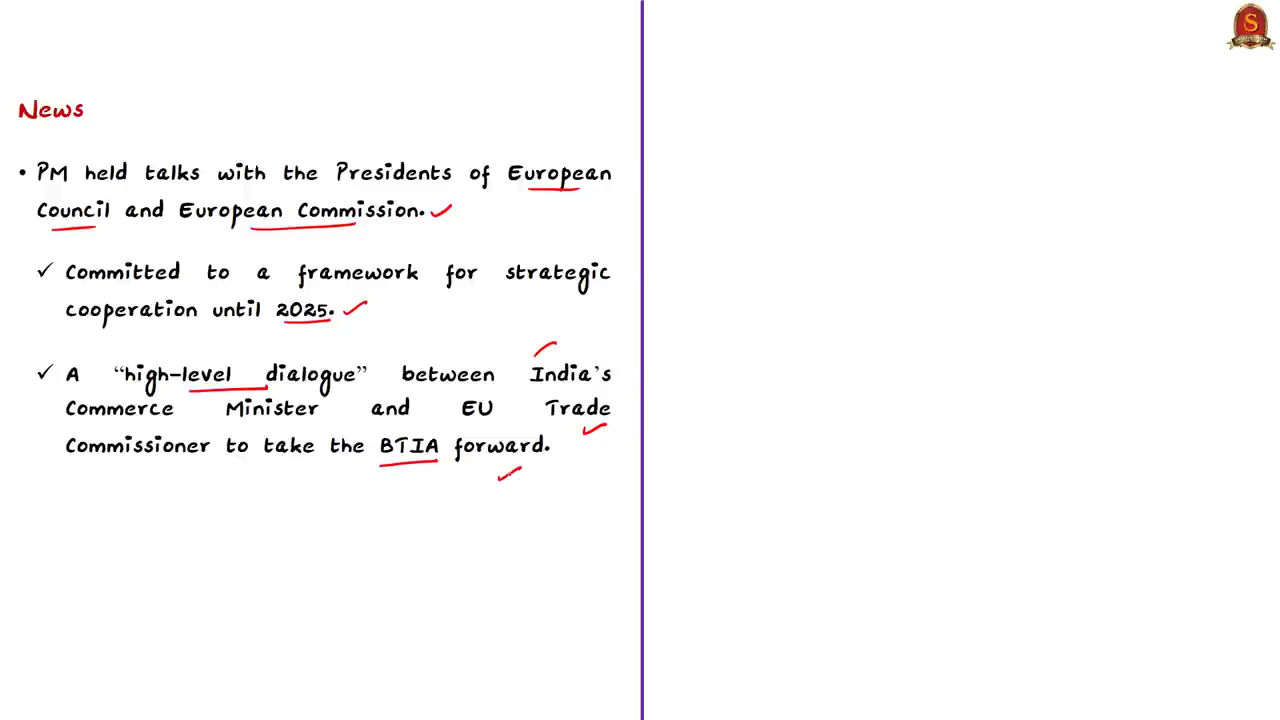 News
• PM held talks with the Presidents of European
Council and European Commission.
✓ Committed to a framework for strategic
cooperation until 2025.
✓ A “high-level dialogue” between India’s
Commerce Minister and EU Trade
Commissioner to take the BTIA forward.
S